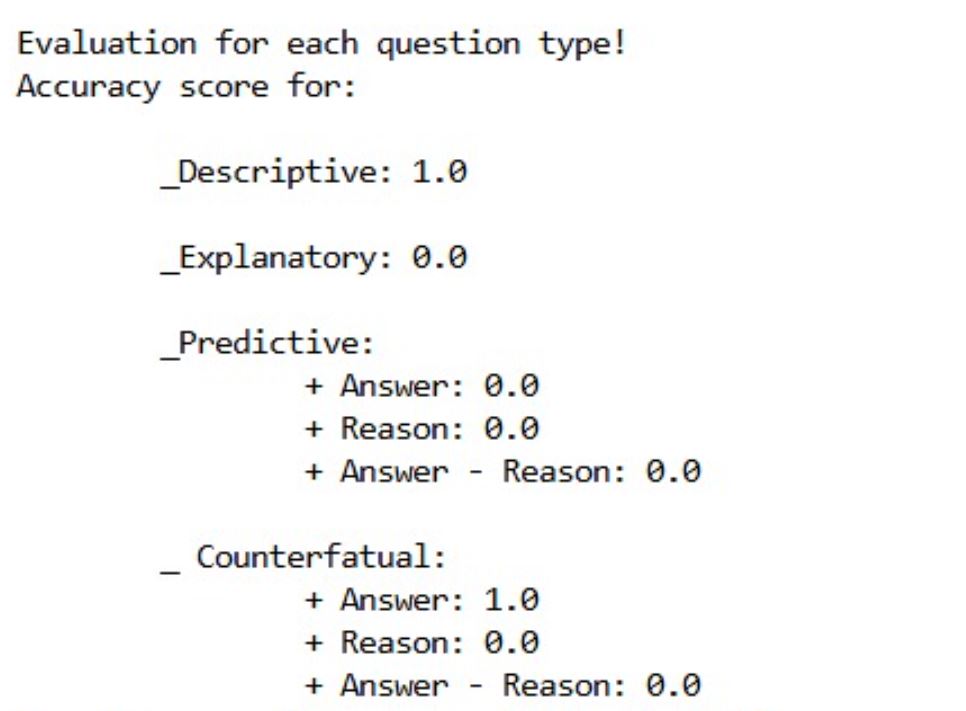 Evaluation for each question type!
Accuracy score for:
_Descriptive: 1.0
_Explanatory: 0.0
_Predictive:
+ Answer: 0.0
+ Reason: 0.0
+ Answer - Reason: 0.0
_ Counterfatual:
+ Answer: 1.0
+ Reason: 0.0
+ Answer - Reason: 0.0